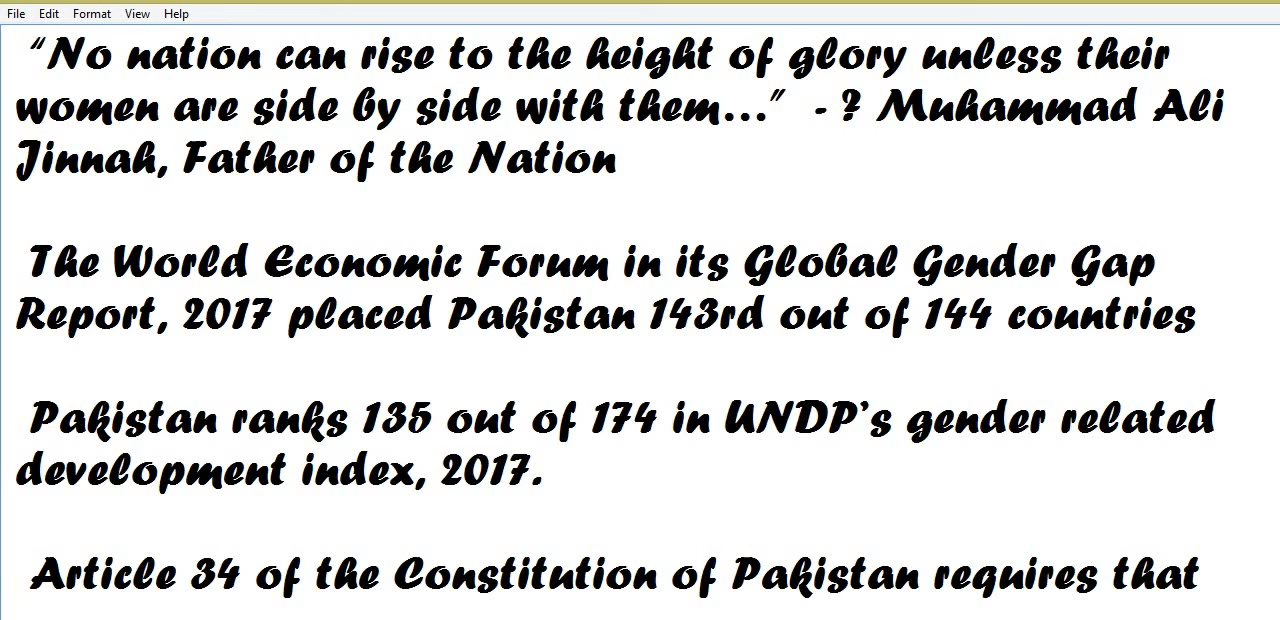 File Edit Format View Help
“No nation can rise to the height of glory unless their
women are side by side with them…” - ? Muhammad Ali
Jinnah, Father of the Nation
The World Economic Forum in its Global Gender Gap
Report, 2017 placed Pakistan 143rd out of 144 countries
Pakistan ranks 135 out of 174 in UNDP’s gender related
development index, 2017.
Article 34 of the Constitution of Pakistan requires that